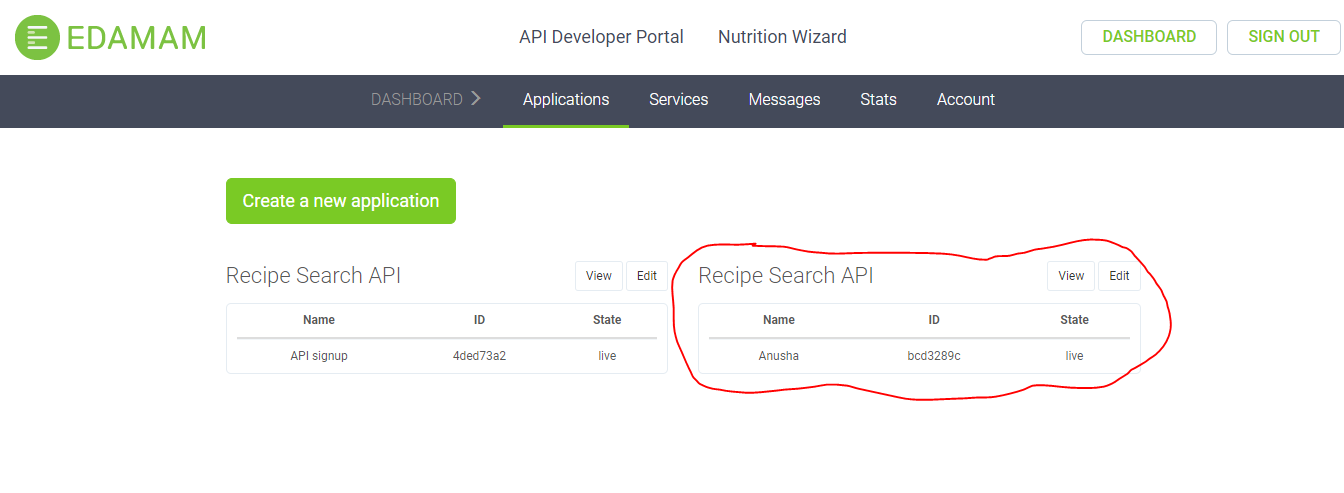 EDAMAM
API Developer Portal Nutrition Wizard DASHBOARD SIGN OUT
DASHBOARD Applications Services Messages Stats Account
Create a new application
Recipe Search API View Edit
Name ID State
API signup 4ded73a2 live
Recipe Search API View Edit
Name ID State
Anusha bcd3289c live